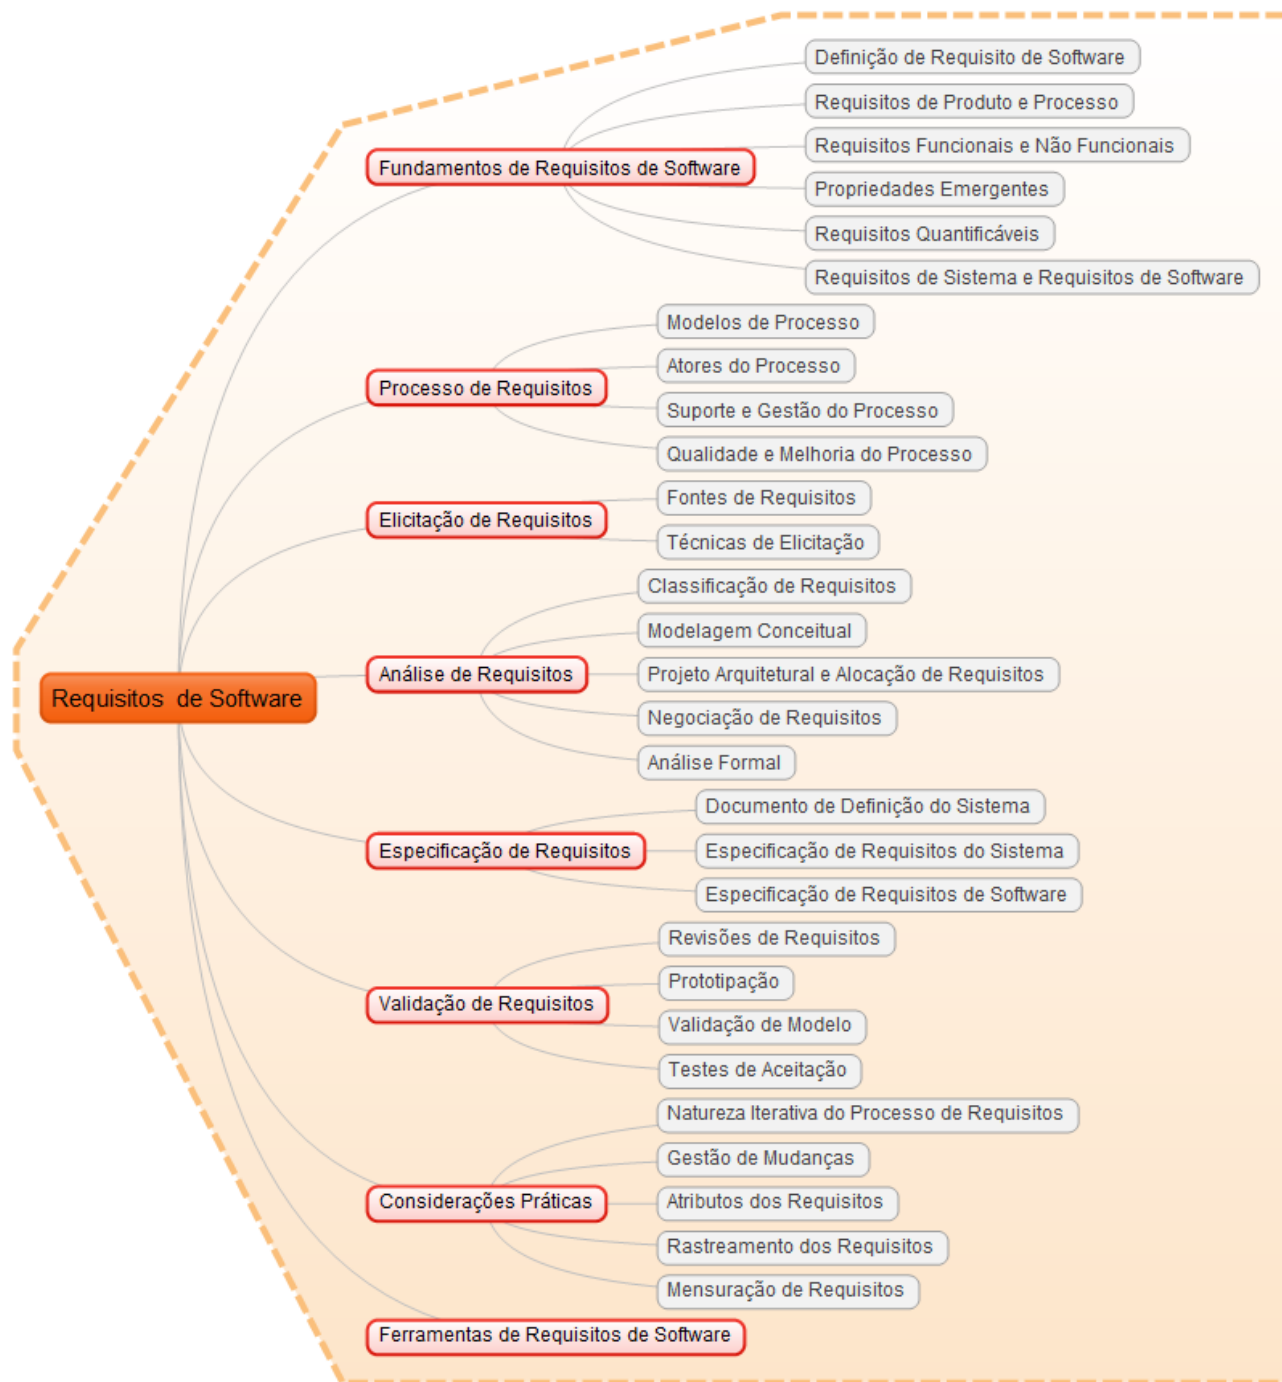 Definição de Requisito de Software
Requisitos de Produto e Processo
Requisitos Funcionais e Não Funcionais
Fundamentos de Requisitos de Software
Propriedades Emergentes
Requisitos Quantificáveis
Requisitos de Sistema e Requisitos de Software
Modelos de Processo
Atores do Processo
Processo de Requisitos
Suporte e Gestão do Processo
Qualidade e Melhoria do Processo
Fontes de Requisitos
Elicitação de Requisitos
Técnicas de Elicitação
Classificação de Requisitos
Modelagem Conceitual
Análise de Requisitos
Projeto Arquitetural e Alocação de Requisitos
Requisitos de Software
Negociação de Requisitos
Análise Formal
Documento de Definição do Sistema
Especificação de Requisitos
Especificação de Requisitos do Sistema
Especificação de Requisitos de Software
Revisões de Requisitos
Prototipação
Validação de Requisitos
Validação de Modelo
Testes de Aceitação
Natureza Iterativa do Processo de Requisitos
Gestão de Mudanças
Considerações Práticas
Atributos dos Requisitos
Rastreamento dos Requisitos
Mensuração de Requisitos
Ferramentas de Requisitos de Software